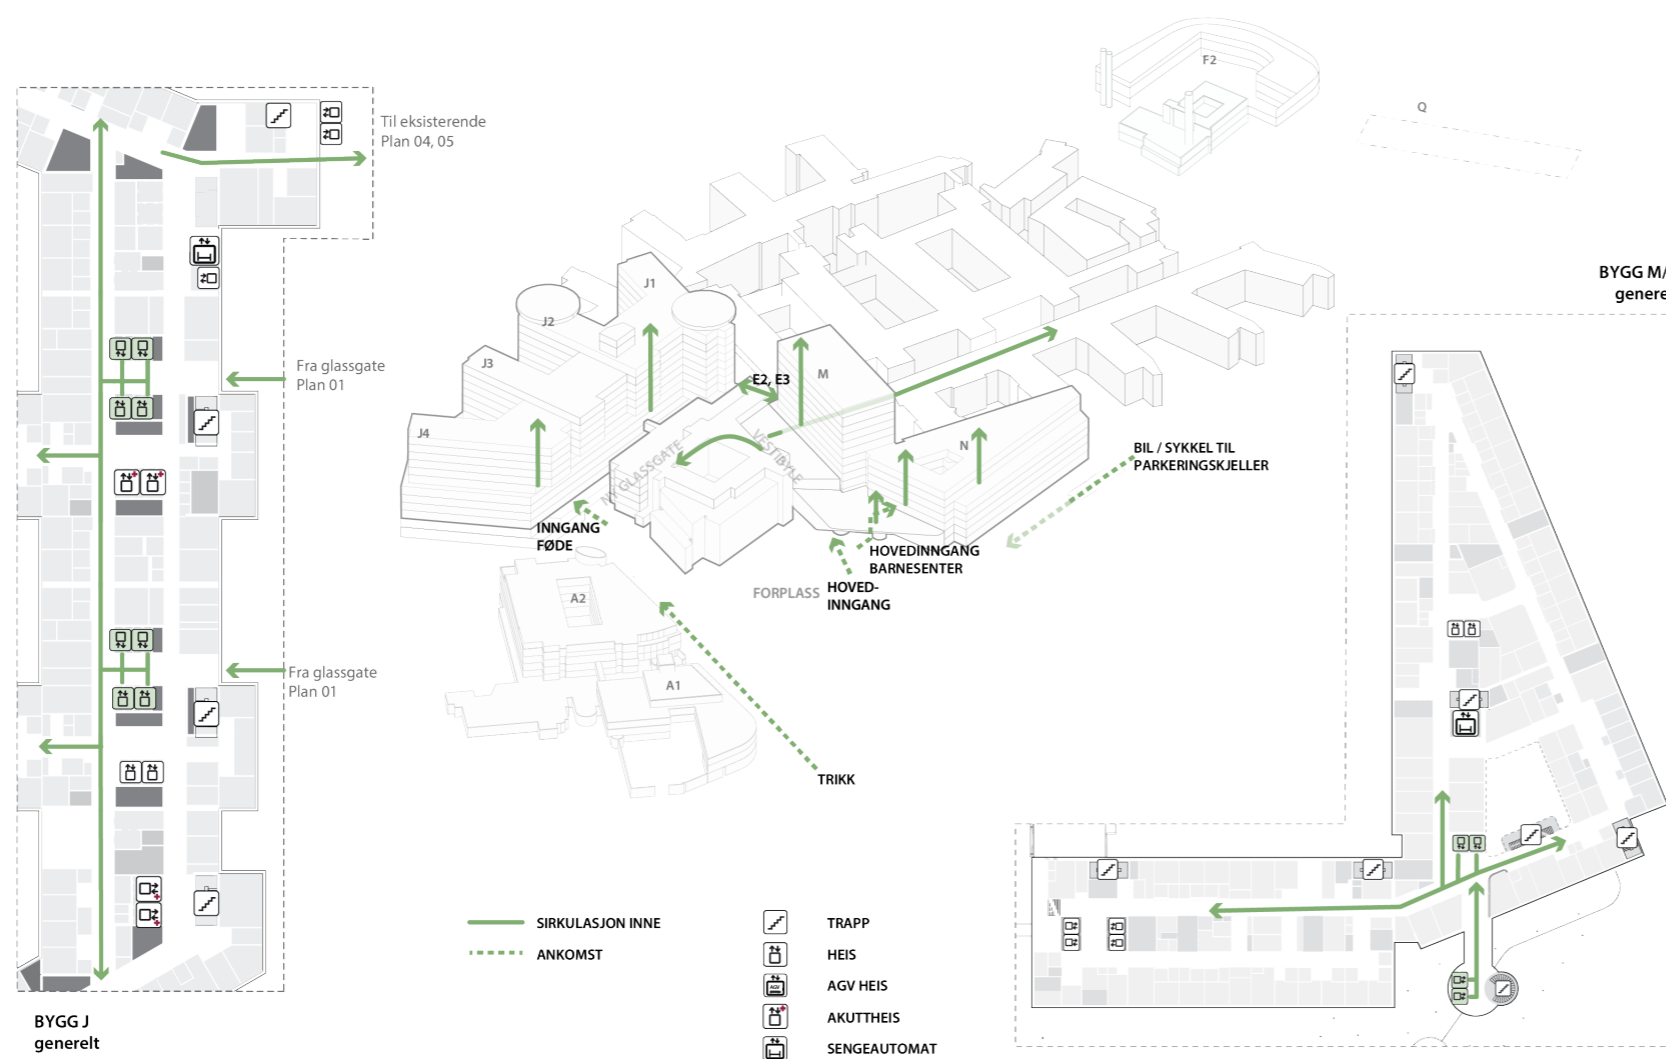 F2
Q
Til eksisterende
Plan 04, 05
J1
J2
J3
J4
BYGG M/
genere
Fra glassgate
Plan 01
E2, E3
M
N
VESTIBYLE
NY GLASSGATE
BIL / SYKKEL TIL
PARKERINGSKJELLER
INNGANG
FØDE
HOVEDINNGANG
BARNESENTER
FORPLASS
HOVED-
INNGANG
A2
A1
Fra glassgate
Plan 01
TRIKK
SIRKULASJON INNE
ANKOMST
TRAPP
HEIS
AGV
AGV HEIS
AKUTTHEIS
SENGEAUTOMAT
BYGG J
generelt